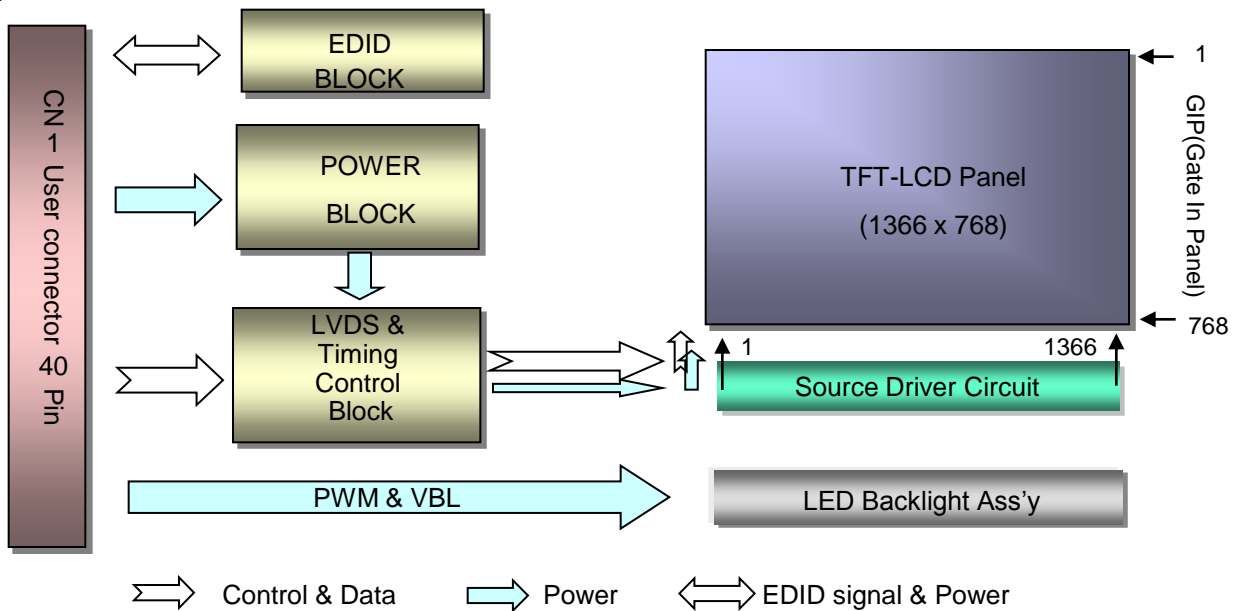 CN - 1 User connector 40 Pin
EDID
BLOCK
POWER
BLOCK
LVDS &
Timing
Control
Block
TFT-LCD Panel
(1366 x 768)
1
GIP(Gate In Panel)
768
1
1366
Source Driver Circuit
PWM & VBL
LED Backlight Ass'y
Control & Data
Power
EDID signal & Power